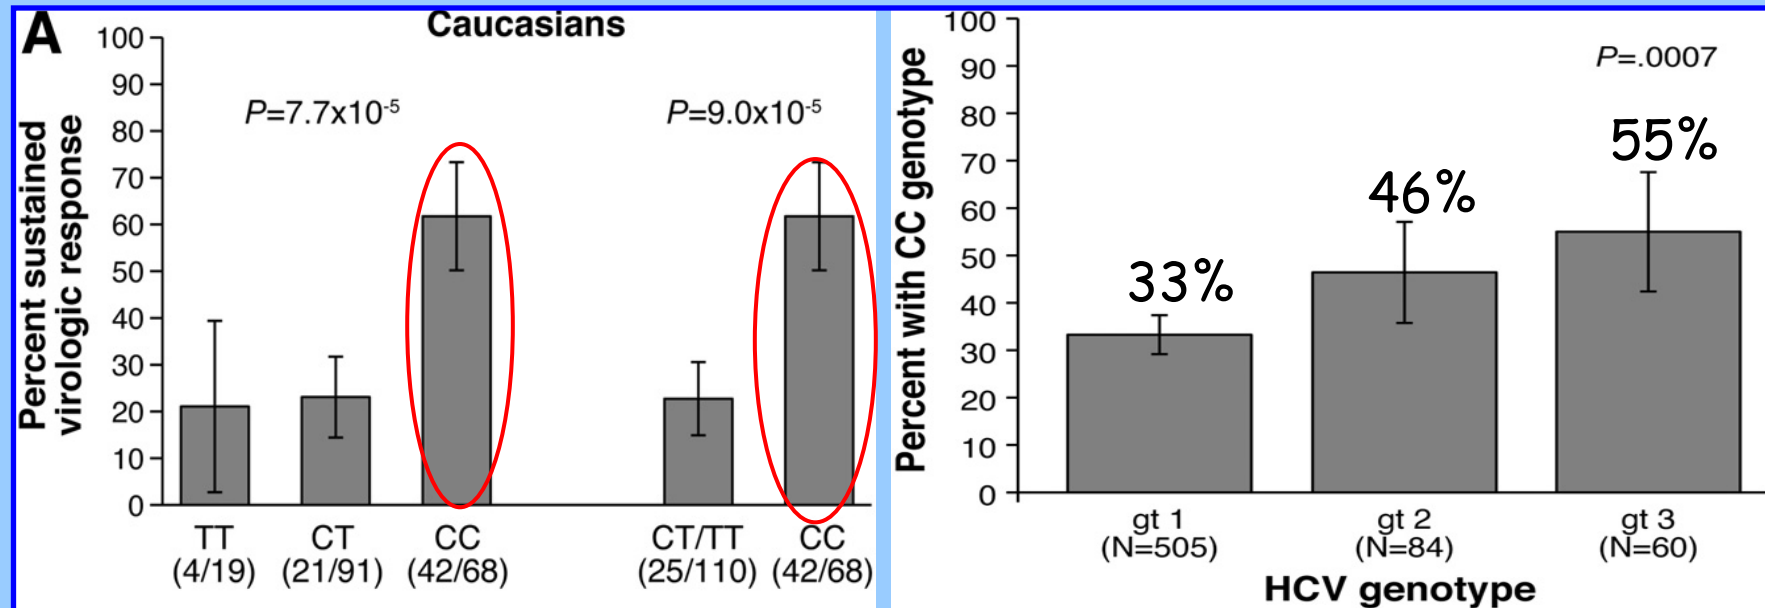 A
Caucasians
Percent sustained
virologic response
100
90
80
70
60
50
40
30
20
10
0
P=7.7x10⁻⁵
P=9.0x10⁻⁵
TT
(4/19)
CT
(21/91)
CC
(42/68)
CT/TT
(25/110)
CC
(42/68)
Percent with CC genotype
100
90
80
70
60
50
40
30
20
10
0
P=.0007
33%
46%
55%
gt 1
(N=505)
gt 2
(N=84)
gt 3
(N=60)
HCV genotype